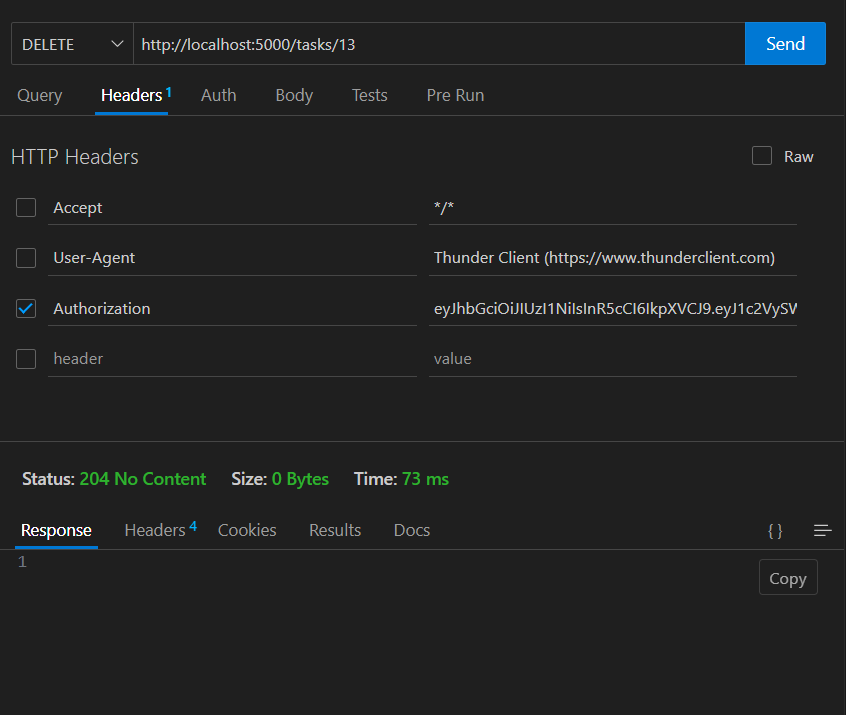 DELETE http://localhost:5000/tasks/13 Send
Query Headers 1 Auth Body Tests Pre Run
HTTP Headers Raw
Accept */*
User-Agent Thunder Client (https://www.thunderclient.com)
Authorization eyJhbGciOiJIUzI1NiIsInR5cCI6IkpXVCJ9.eyJ1c2VySW
header value
Status: 204 No Content Size: 0 Bytes Time: 73 ms
Response Headers 4 Cookies Results Docs { }
1
Copy